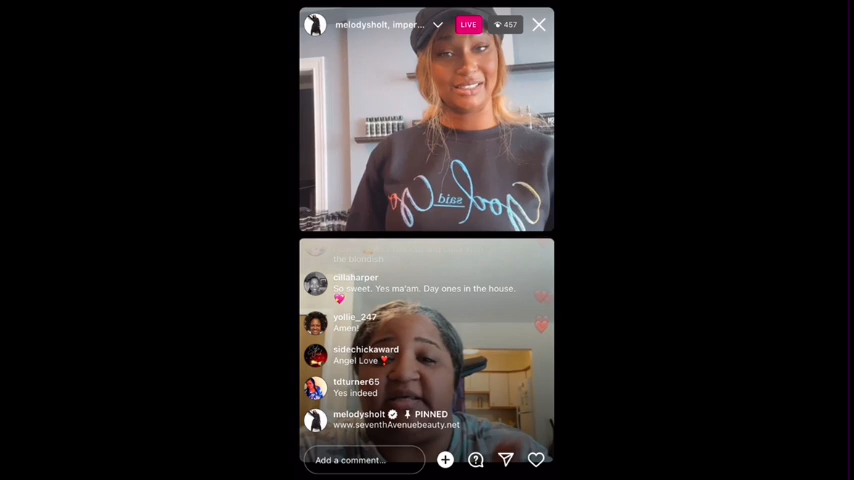 melodysholt, imper...
LIVE
457
God
said
the blondish
cillaharper
So sweet. Yes ma'am. Day ones in the house.
yollie_247
Amen!
sidechickaward
Angel Love
tdturner65
Yes indeed
melodysholt PINNED
www.seventhAvenuebeauty.net
Add a comment...